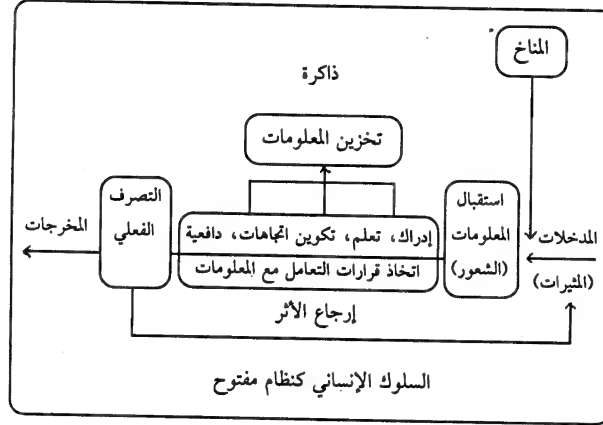 المناخ
ذاكرة
تخزين المعلومات
استقبال
المعلومات
(الشعور)
التصرف
الفعلي
المدخلات
(المثيرات)
المخرجات
إدراك، تعلم، تكوين اتجاهات، دافعية
اتخاذ قرارات التعامل مع المعلومات
إرجاع الأثر
السلوك الإنساني كنظام مفتوح